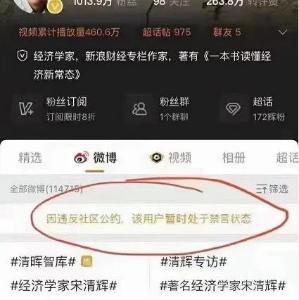 1013.9万 粉丝 98 关注 263.8万 转评赞
视频累计播放量460.6万 超话帖 975 群友 5
经济学家，新浪财经专栏作家，著有《一本书读懂经
济新常态》
粉丝订阅 粉丝群 超话
订阅限时8折 1个群聊 172辉粉
精选 微博 视频 相册 超话
全部微博(114715) 筛选
因违反社区公约，该用户暂时处于禁言状态
#清晖智库# #清辉专访#
#经济学家宋清辉# #著名经济学家宋清辉#